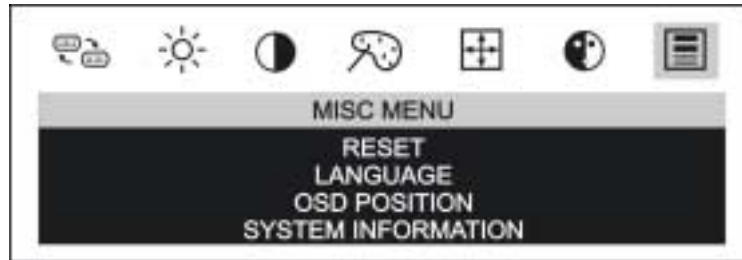 MISC MENU
RESET
LANGUAGE
OSD POSITION
SYSTEM INFORMATION